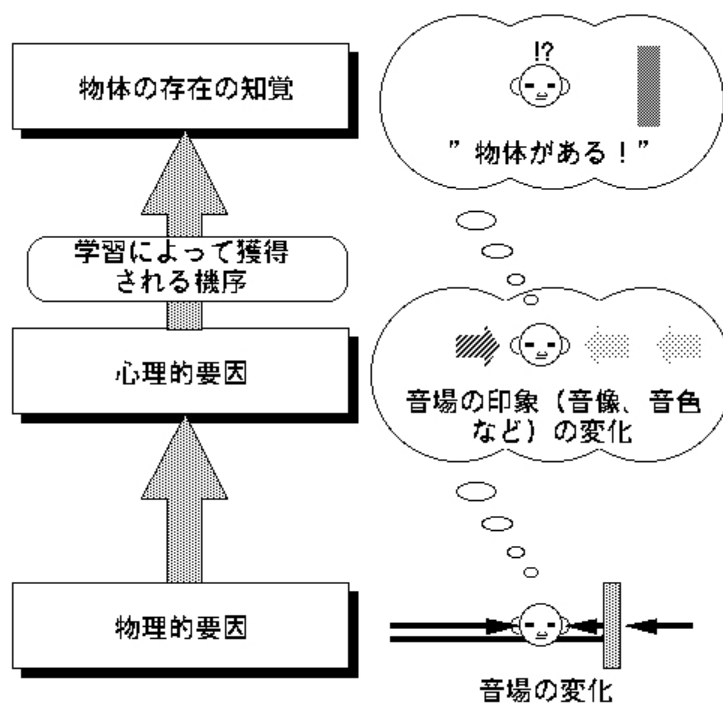 物体の存在の知覚
!?
”物体がある！”
学習によって獲得
される機序
心理的要因
音場の印象（音像、音色
など）の変化
物理的要因
音場の変化